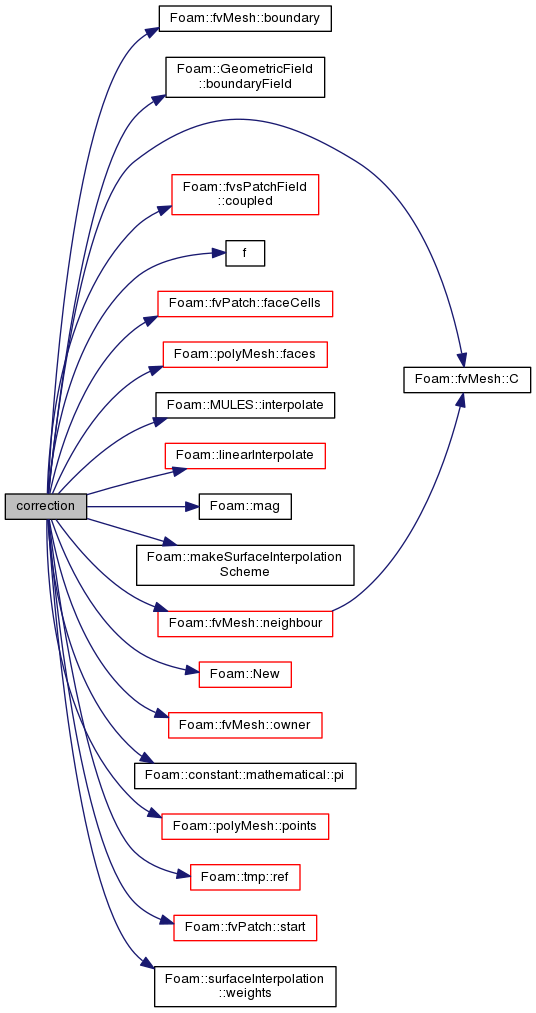 Foam::fvMesh::boundary
Foam::GeometricField
::boundaryField
Foam::fvsPatchField
::coupled
f
Foam::fvPatch::faceCells
Foam::polyMesh::faces
Foam::fvMesh::C
Foam::MULES::interpolate
Foam::linearInterpolate
correction
Foam::mag
Foam::makeSurfaceInterpolation
Scheme
Foam::fvMesh::neighbour
Foam::New
Foam::fvMesh::owner
Foam::constant::mathematical::pi
Foam::polyMesh::points
Foam::tmp::ref
Foam::fvPatch::start
Foam::surfaceInterpolation
::weights